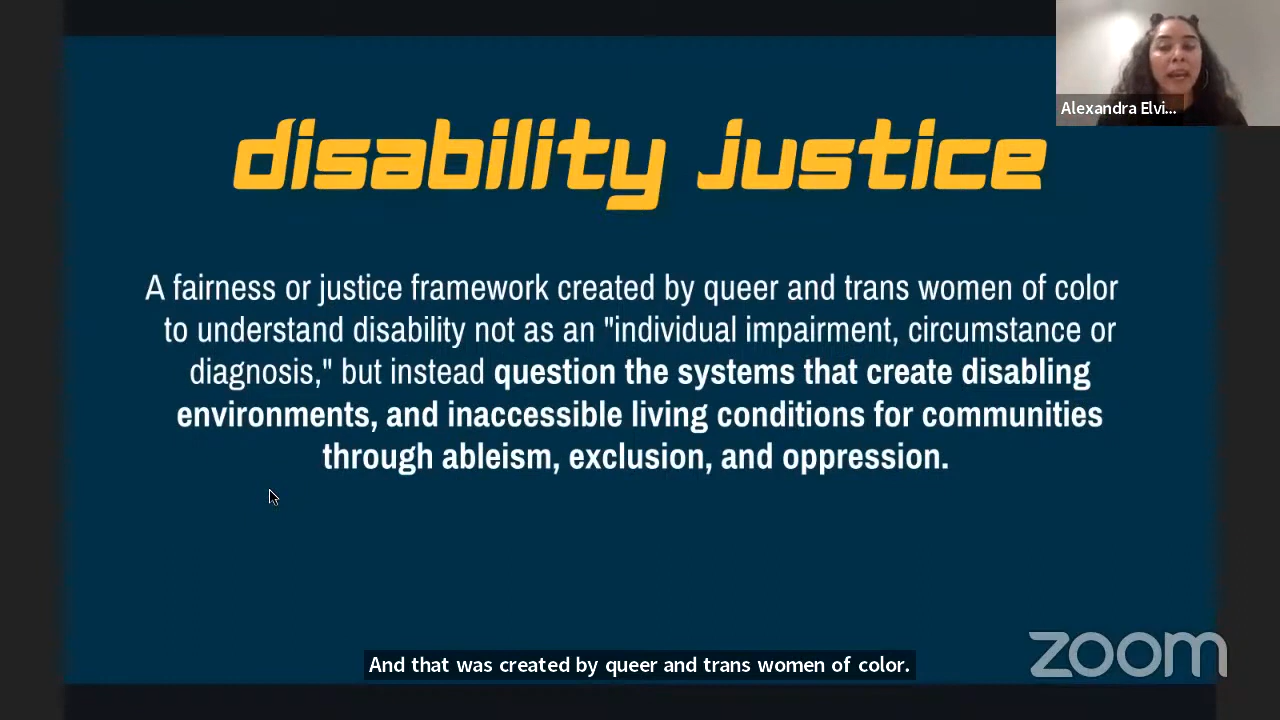 Alexandra Elvi...
disability justice
A fairness or justice framework created by queer and trans women of color
to understand disability not as an "individual impairment, circumstance or
diagnosis," but instead question the systems that create disabling
environments, and inaccessible living conditions for communities
through ableism, exclusion, and oppression.
And that was created by queer and trans women of color.
zoom